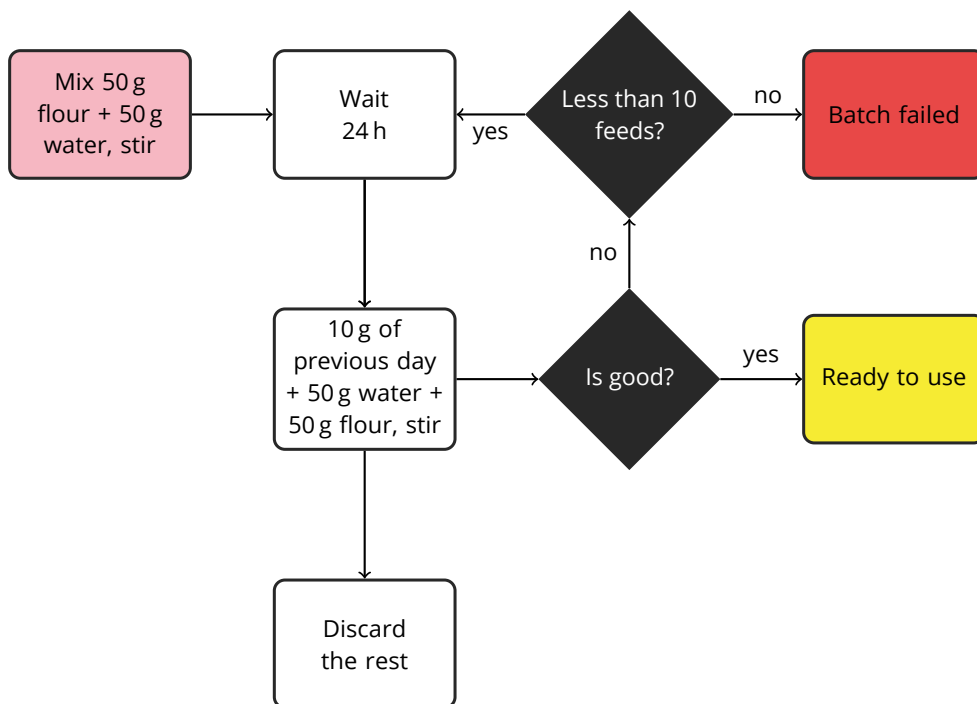 Mix 50 g
flour + 50 g
water, stir
Wait
24 h
yes
Less than 10
feeds?
no
Batch failed
no
10 g of
previous day
+ 50 g water +
50 g flour, stir
Is good?
yes
Ready to use
Discard
the rest